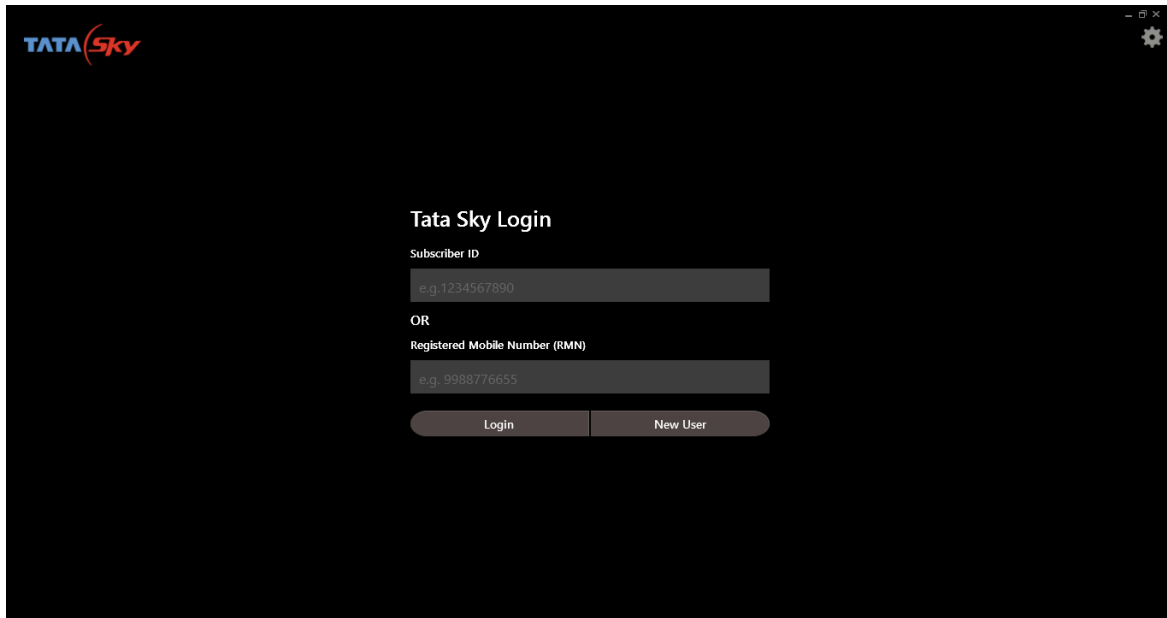 TATA Sky
Tata Sky Login
Subscriber ID
e.g.1234567890
OR
Registered Mobile Number (RMN)
e.g. 9988776655
Login New User